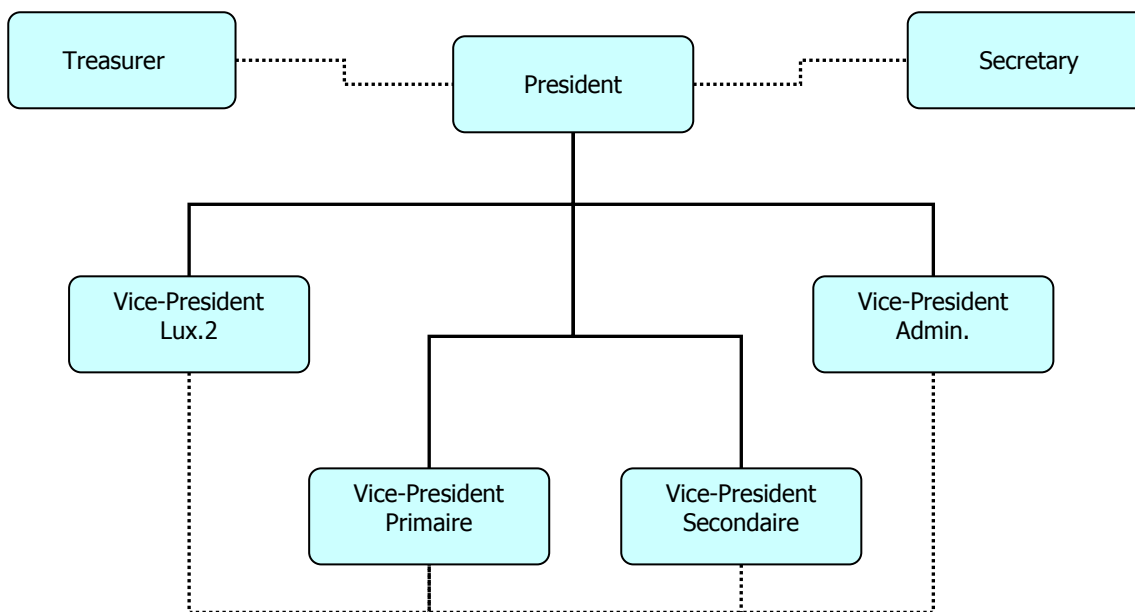 Treasurer
President
Secretary
Vice-President
Lux.2
Vice-President
Admin.
Vice-President
Primaire
Vice-President
Secondaire